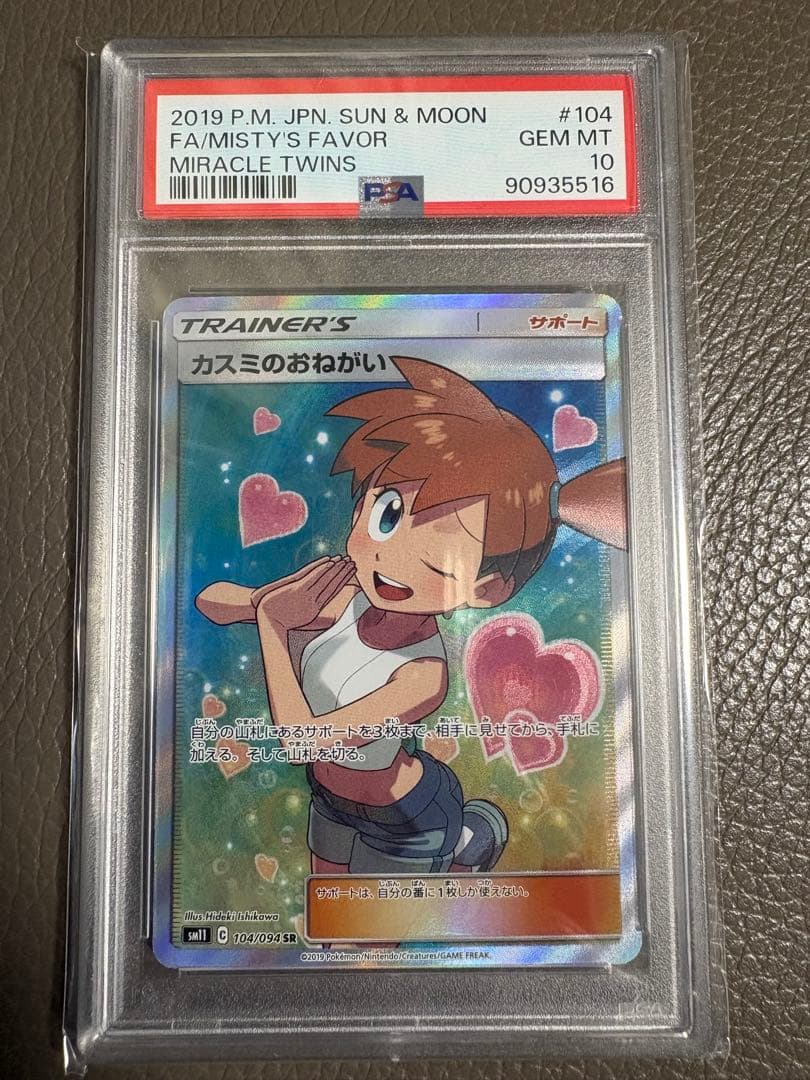 2019 P.M. JPN. SUN & MOON #104
FA/MISTY'S FAVOR GEM MT
MIRACLE TWINS 10
PSA 90935516
TRAINER'S サポート
カスミのおねがい
自分の山札にあるサポートを3枚まで、相手に見せてから、手札に
加える。そして山札を切る。
サポートは、自分の番に1枚しか使えない。
Illus.Hideki Ishikawa
sm11 C 104/094 SR
©2019 Pokémon/Nintendo/Creatures/GAME FREAK.